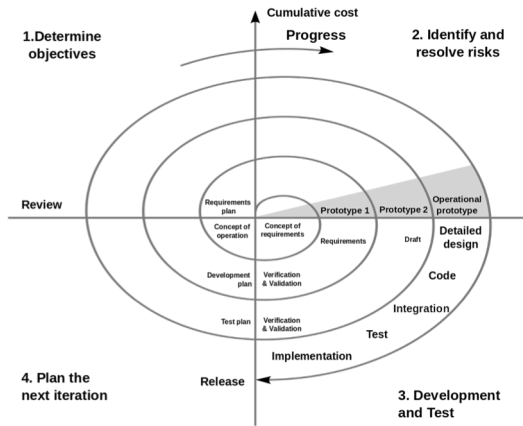 Cumulative cost
1.Determine
objectives
Progress
2. Identify and
resolve risks
Requirements
plan
Review
Prototype 1
Prototype 2
Operational
prototype
Concept of
operation
Concept of
requirements
Requirements
Draft
Detailed
design
Development
plan
Verification
& Validation
Code
Integration
Test plan
Verification
& Validation
Test
Implementation
4. Plan the
next iteration
Release
3. Development
and Test